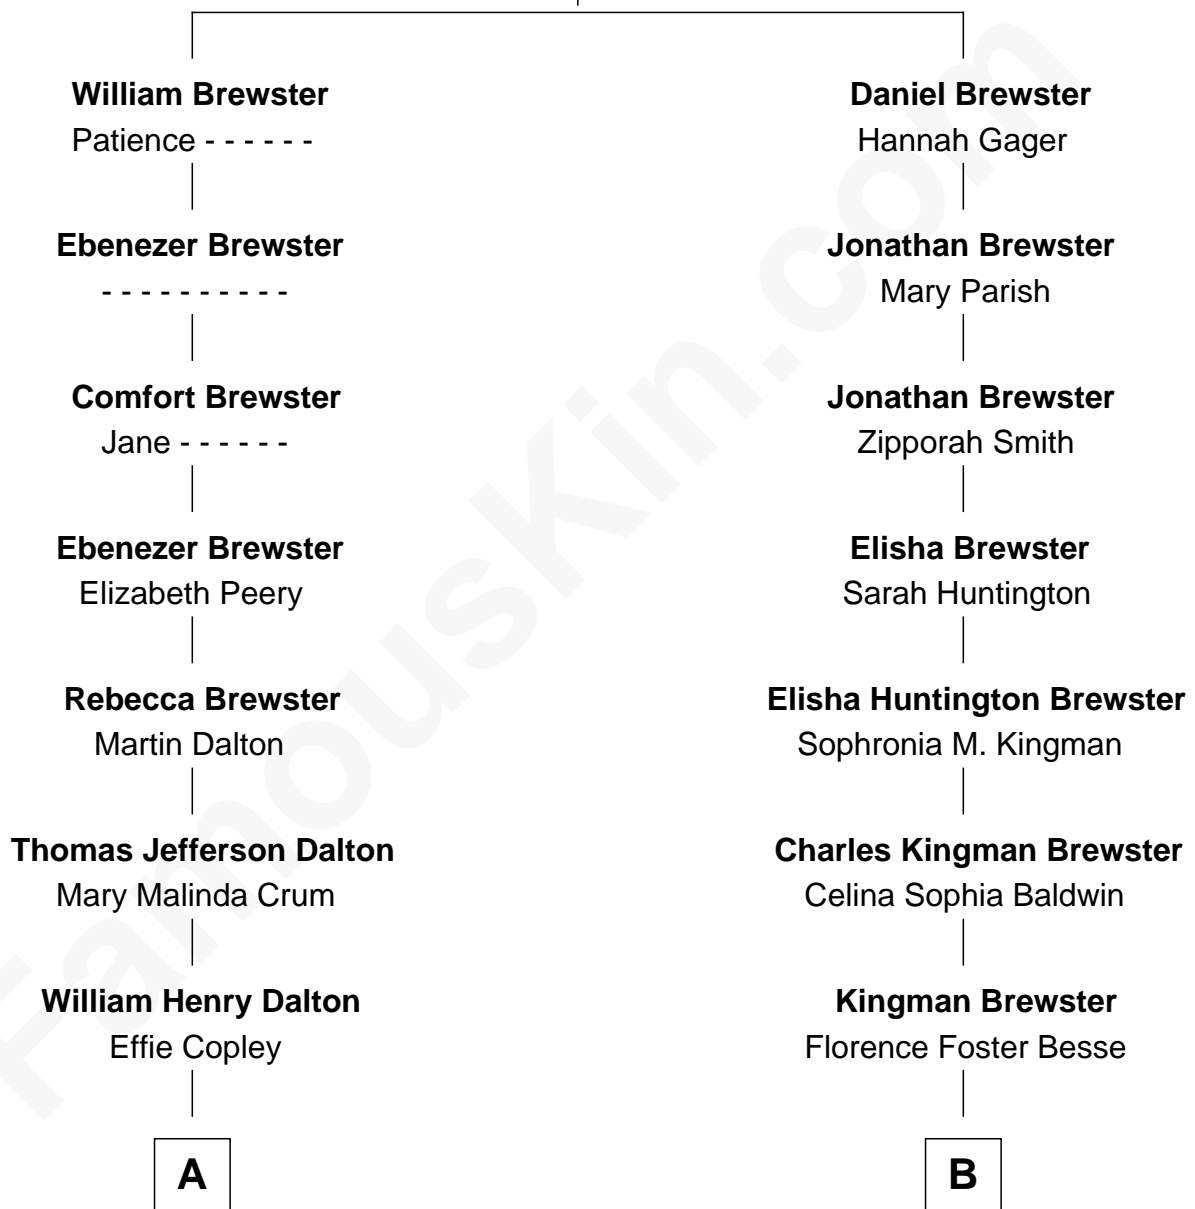 William Brewster
Patience - - - - - -
Ebenezer Brewster
- - - - - - - - - -
Comfort Brewster
Jane - - - - - -
Ebenezer Brewster
Elizabeth Peery
Rebecca Brewster
Martin Dalton
Thomas Jefferson Dalton
Mary Malinda Crum
William Henry Dalton
Effie Copley
A
Daniel Brewster
Hannah Gager
Jonathan Brewster
Mary Parish
Jonathan Brewster
Zipporah Smith
Elisha Brewster
Sarah Huntington
Elisha Huntington Brewster
Sophronia M. Kingman
Charles Kingman Brewster
Celina Sophia Baldwin
Kingman Brewster
Florence Foster Besse
B
FamousKin.com